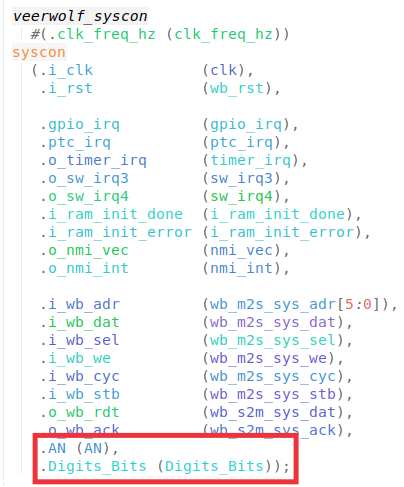 veerwolf_syscon
#(.clk_freq_hz (clk_freq_hz))
syscon
(.i_clk (clk),
.i_rst (wb_rst),
.gpio_irq (gpio_irq),
.ptc_irq (ptc_irq),
.o_timer_irq (timer_irq),
.o_sw_irq3 (sw_irq3),
.o_sw_irq4 (sw_irq4),
.i_ram_init_done (i_ram_init_done),
.i_ram_init_error (i_ram_init_error),
.o_nmi_vec (nmi_vec),
.o_nmi_int (nmi_int),
.i_wb_adr (wb_m2s_sys_adr[5:0]),
.i_wb_dat (wb_m2s_sys_dat),
.i_wb_sel (wb_m2s_sys_sel),
.i_wb_we (wb_m2s_sys_we),
.i_wb_cyc (wb_m2s_sys_cyc),
.i_wb_stb (wb_m2s_sys_stb),
.o_wb_rdt (wb_s2m_sys_dat),
.o_wb_ack (wb_s2m_sys_ack),
.AN (AN),
.Digits_Bits (Digits_Bits));